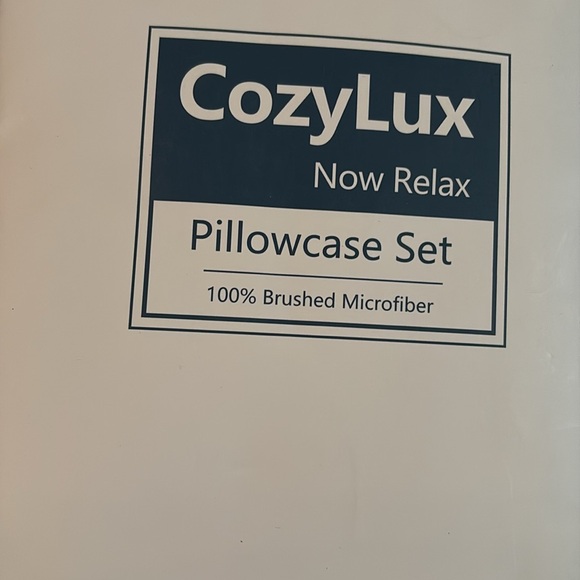 CozyLux
Now Relax
Pillowcase Set
100% Brushed Microfiber